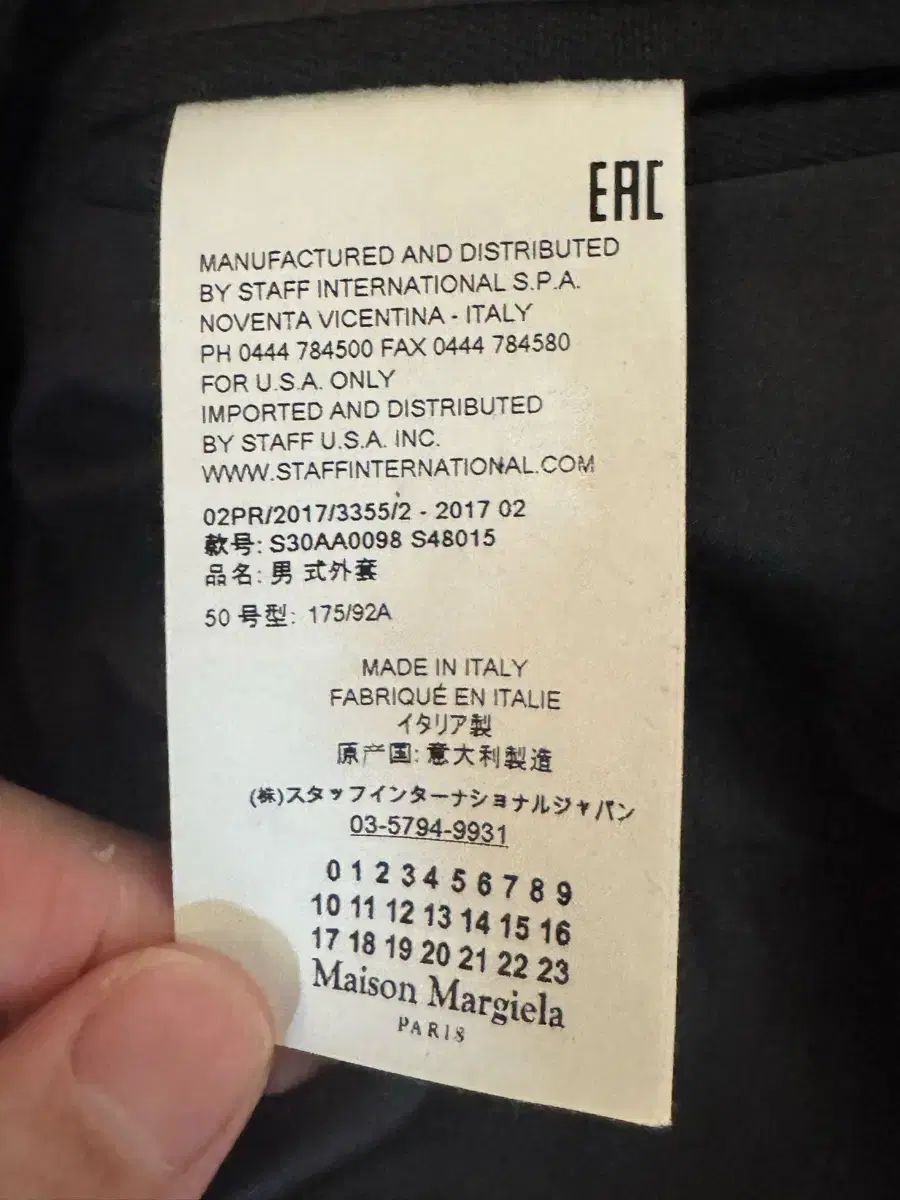 EAC
MANUFACTURED AND DISTRIBUTED
BY STAFF INTERNATIONAL S.P.A.
NOVENTA VICENTINA - ITALY
PH 0444 784500 FAX 0444 784580
FOR U.S.A. ONLY
IMPORTED AND DISTRIBUTED
BY STAFF U.S.A. INC.
WWW.STAFFINTERNATIONAL.COM
02PR/2017/3355/2 - 2017 02
款号: S30AA0098 S48015
品名: 男 式外套
50 号型: 175/92A
MADE IN ITALY
FABRIQUÉ EN ITALIE
イタリア製
原产国: 意大利製造
(株)スタッフインターナショナルジャパン
03-5794-9931
0 1 2 3 4 5 6 7 8 9
10 11 12 13 14 15 16
17 18 19 20 21 22 23
Maison Margiela
PARIS